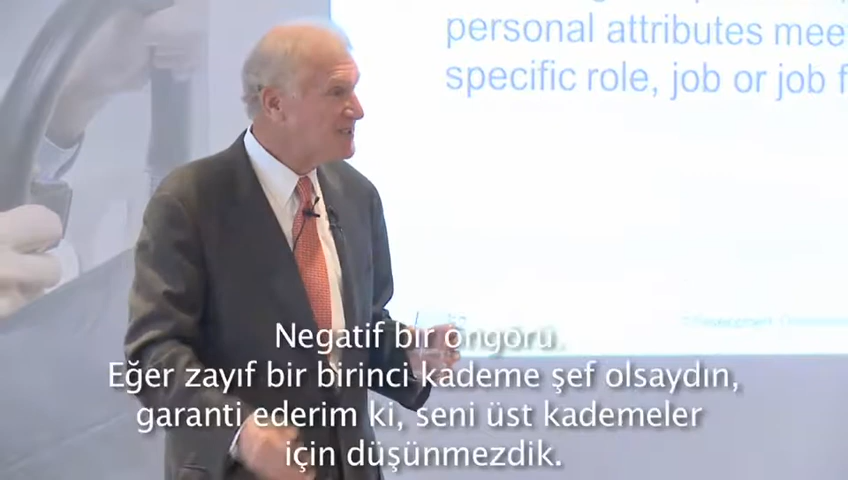 personal attributes mee
specific role, job or job f
Negatif bir öngörü.
Eğer zayıf bir birinci kademe şef olsaydın,
garanti ederim ki, seni üst kademeler
için düşünmezdik.